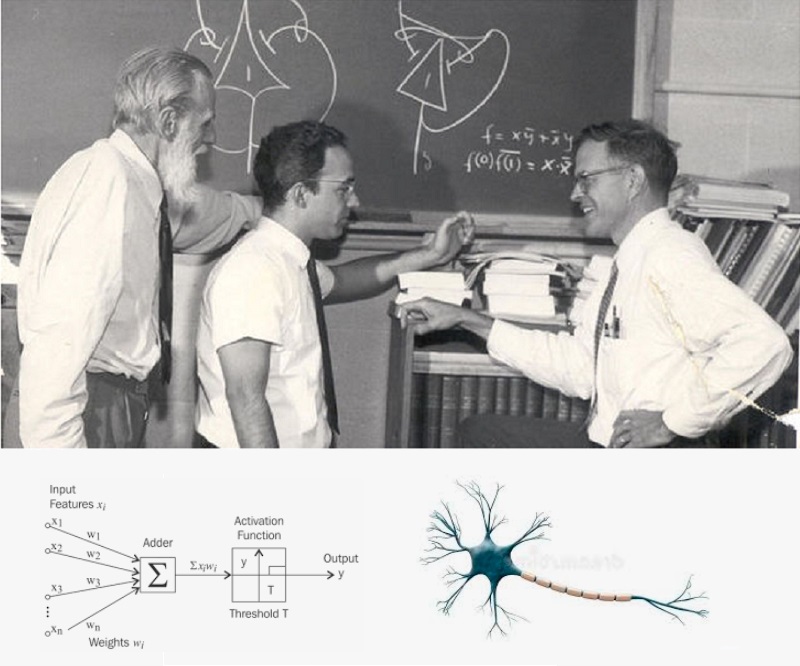 f = xȳ + x̄y
f(0)f̅(̅1̅)̅ = x·x̄
Input
Features xᵢ
x₁
w₁
x₂
w₂
x₃
w₃
⋮
xₙ
wₙ
Weights wᵢ
Adder
Σ
Σxᵢwᵢ
Activation
Function
y
T
Threshold T
Output
y